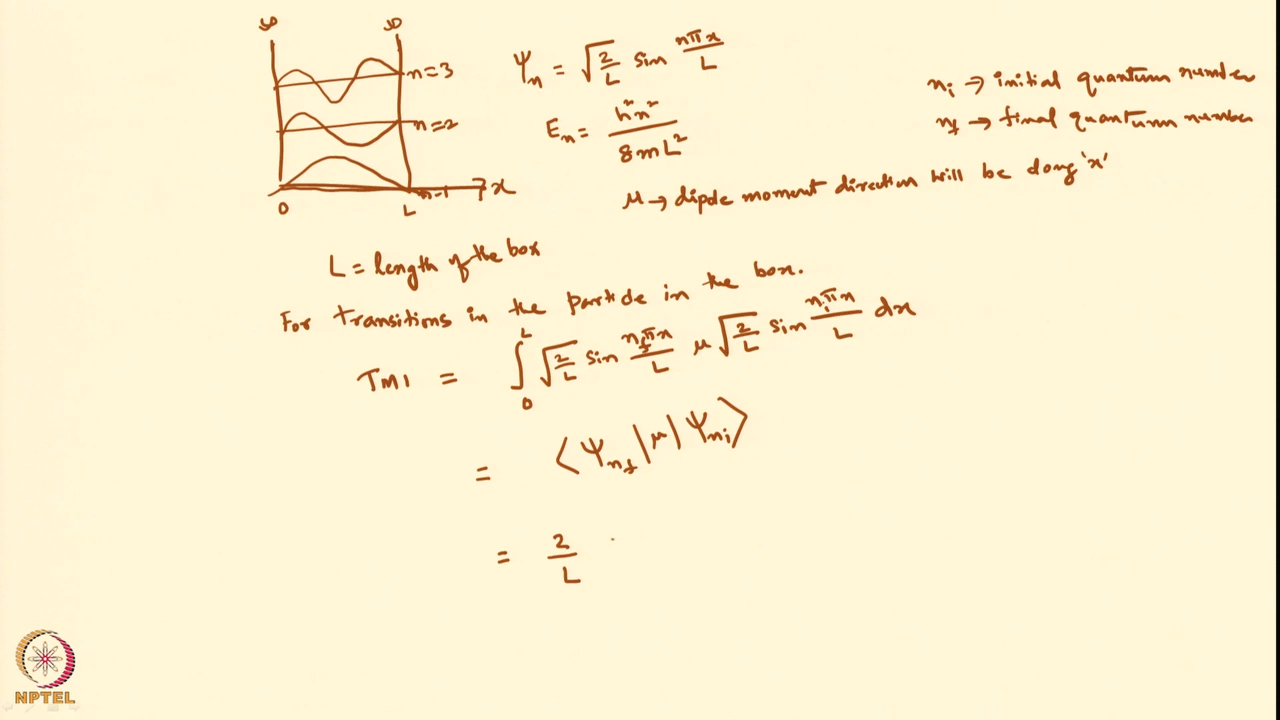 ∞ ∞
n=3
n=2
n=1
x
0 L
Ψn = √(2/L) sin nπx/L
En = h²n²/8mL²
ni → initial quantum number
nf → final quantum number
μ → dipole moment direction will be along 'x'
L = length of the box
For transitions in the particle in the box.
TMI = ∫₀ᴸ √(2/L) sin nfπx/L μ √(2/L) sin niπx/L dx
= ⟨Ψnf|μ|Ψni⟩
= 2/L
NPTEL